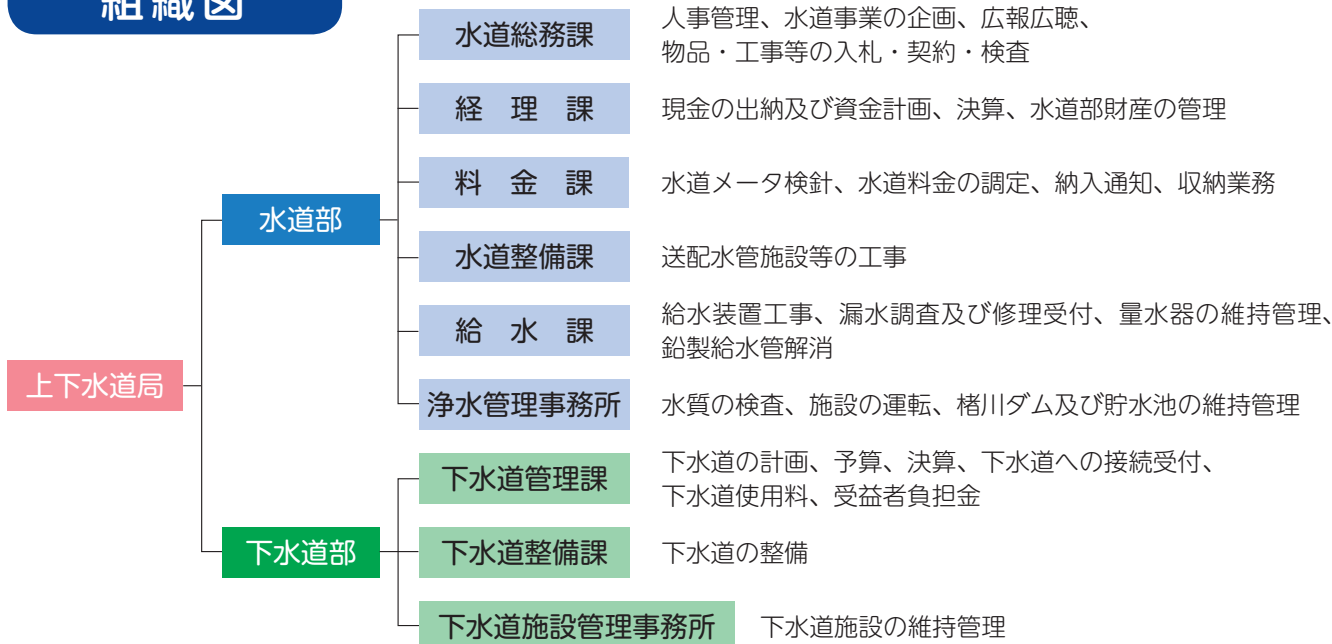 組織図
水道総務課
人事管理、水道事業の企画、広報広聴、
物品・工事等の入札・契約・検査
経 理 課
現金の出納及び資金計画、決算、水道部財産の管理
料 金 課
水道メータ検針、水道料金の調定、納入通知、収納業務
水道部
水道整備課
送配水管施設等の工事
給 水 課
給水装置工事、漏水調査及び修理受付、量水器の維持管理、
鉛製給水管解消
上下水道局
浄水管理事務所
水質の検査、施設の運転、楮川ダム及び貯水池の維持管理
下水道管理課
下水道の計画、予算、決算、下水道への接続受付、
下水道使用料、受益者負担金
下水道部
下水道整備課
下水道の整備
下水道施設管理事務所
下水道施設の維持管理